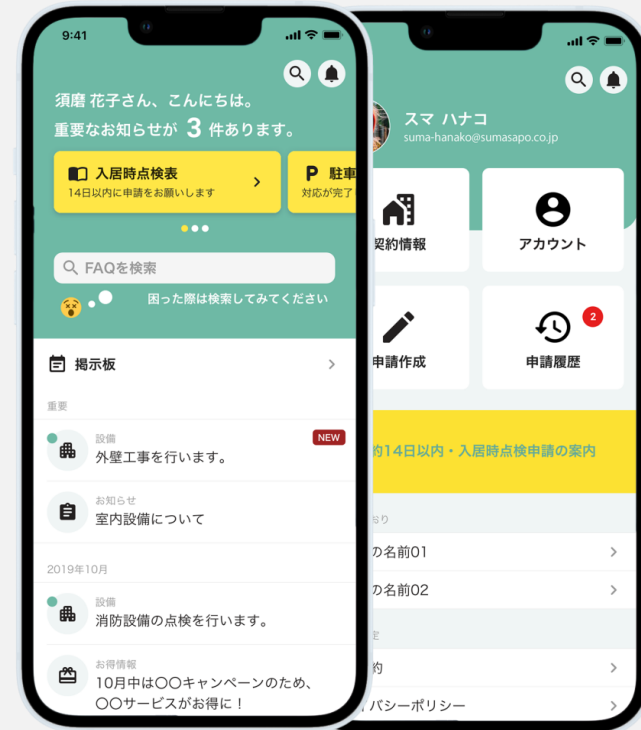 9:41
須磨 花子さん、こんにちは。
重要なお知らせが 3 件あります。
入居時点検表
14日以内に申請をお願いします
P 駐車
対応が完了
FAQを検索
困った際は検索してみてください
掲示板
重要
設備
外壁工事を行います。
NEW
お知らせ
室内設備について
2019年10月
設備
消防設備の点検を行います。
お得情報
10月中は〇〇キャンペーンのため、
〇〇サービスがお得に！
スマ ハナコ
suma-hanako@sumasapo.co.jp
契約情報
アカウント
申請作成
申請履歴
2
約14日以内・入居時点検申請の案内
おり
の名前01
の名前02
定
約
バシーポリシー